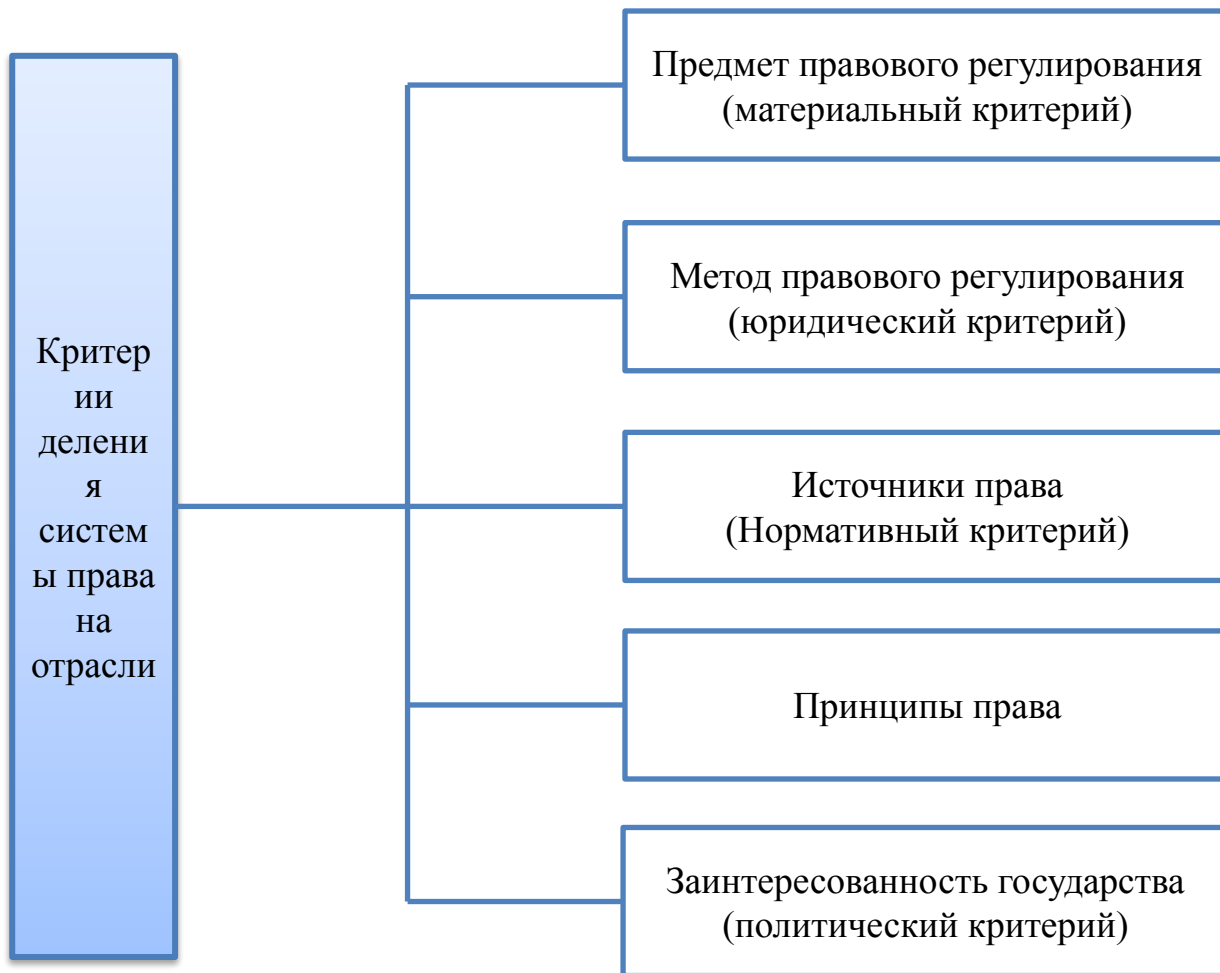 Критер
ии
делени
я
систем
ы права
на
отрасли
Предмет правового регулирования
(материальный критерий)
Метод правового регулирования
(юридический критерий)
Источники права
(Нормативный критерий)
Принципы права
Заинтересованность государства
(политический критерий)